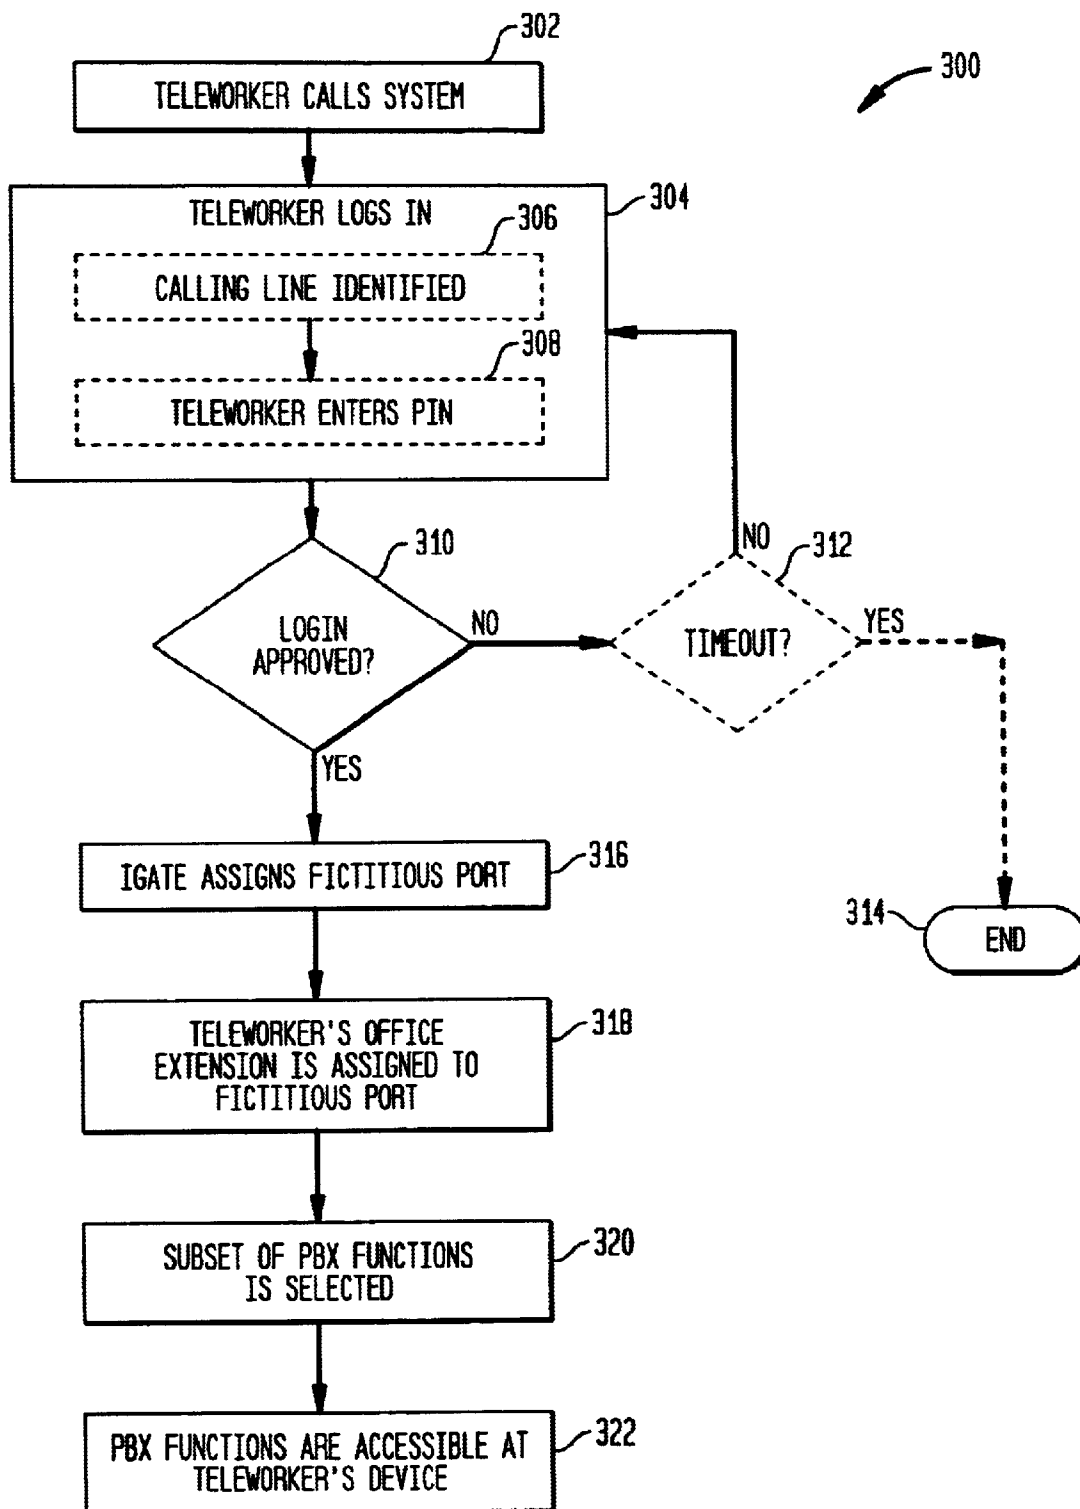 302
TELEWORKER CALLS SYSTEM
300
304
TELEWORKER LOGS IN
306
CALLING LINE IDENTIFIED
308
TELEWORKER ENTERS PIN
310
LOGIN
APPROVED?
NO
YES
NO
312
TIMEOUT?
YES
314
END
316
IGATE ASSIGNS FICTITIOUS PORT
318
TELEWORKER'S OFFICE
EXTENSION IS ASSIGNED TO
FICTITIOUS PORT
320
SUBSET OF PBX FUNCTIONS
IS SELECTED
322
PBX FUNCTIONS ARE ACCESSIBLE AT
TELEWORKER'S DEVICE